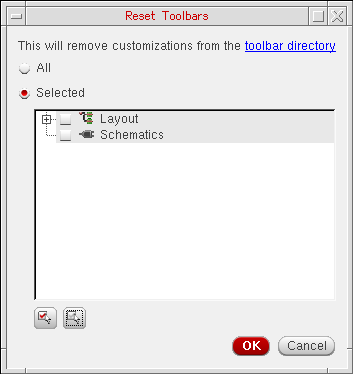 Reset Toolbars
This will remove customizations from the toolbar directory
All
Selected
Layout
Schematics
OK
Cancel